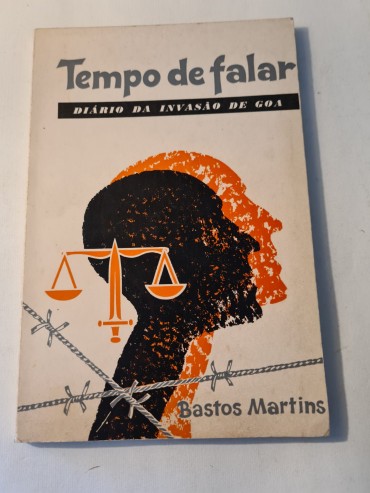 Tempo de falar
DIÁRIO DA INVASÃO DE GOA
Bastos Martins